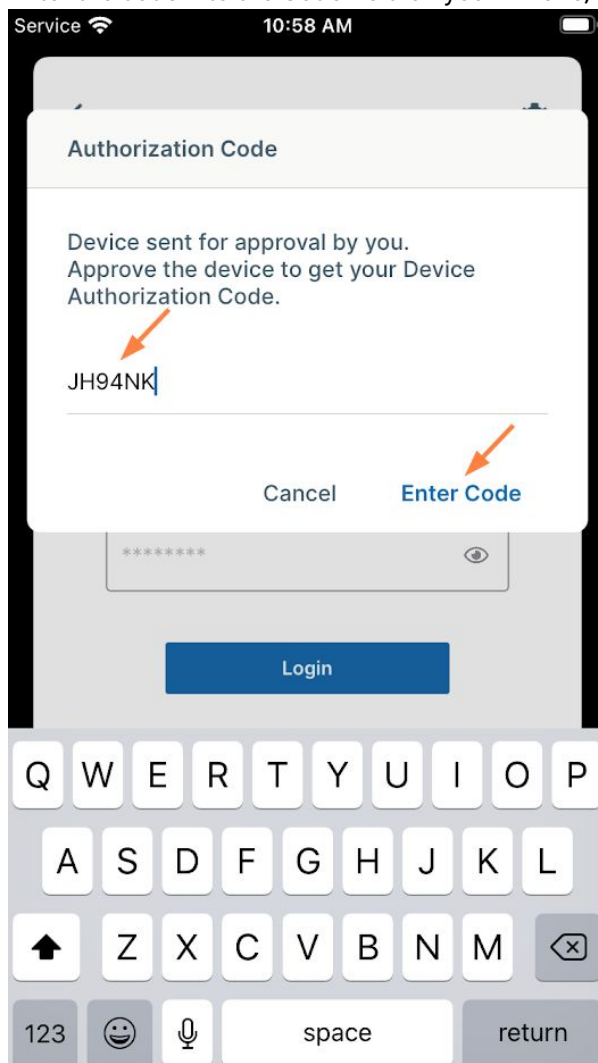 Service 10:58 AM
Authorization Code
Device sent for approval by you.
Approve the device to get your Device
Authorization Code.
JH94NK
Cancel Enter Code
********
Login
Q W E R T Y U I O P
A S D F G H J K L
Z X C V B N M
123 space return